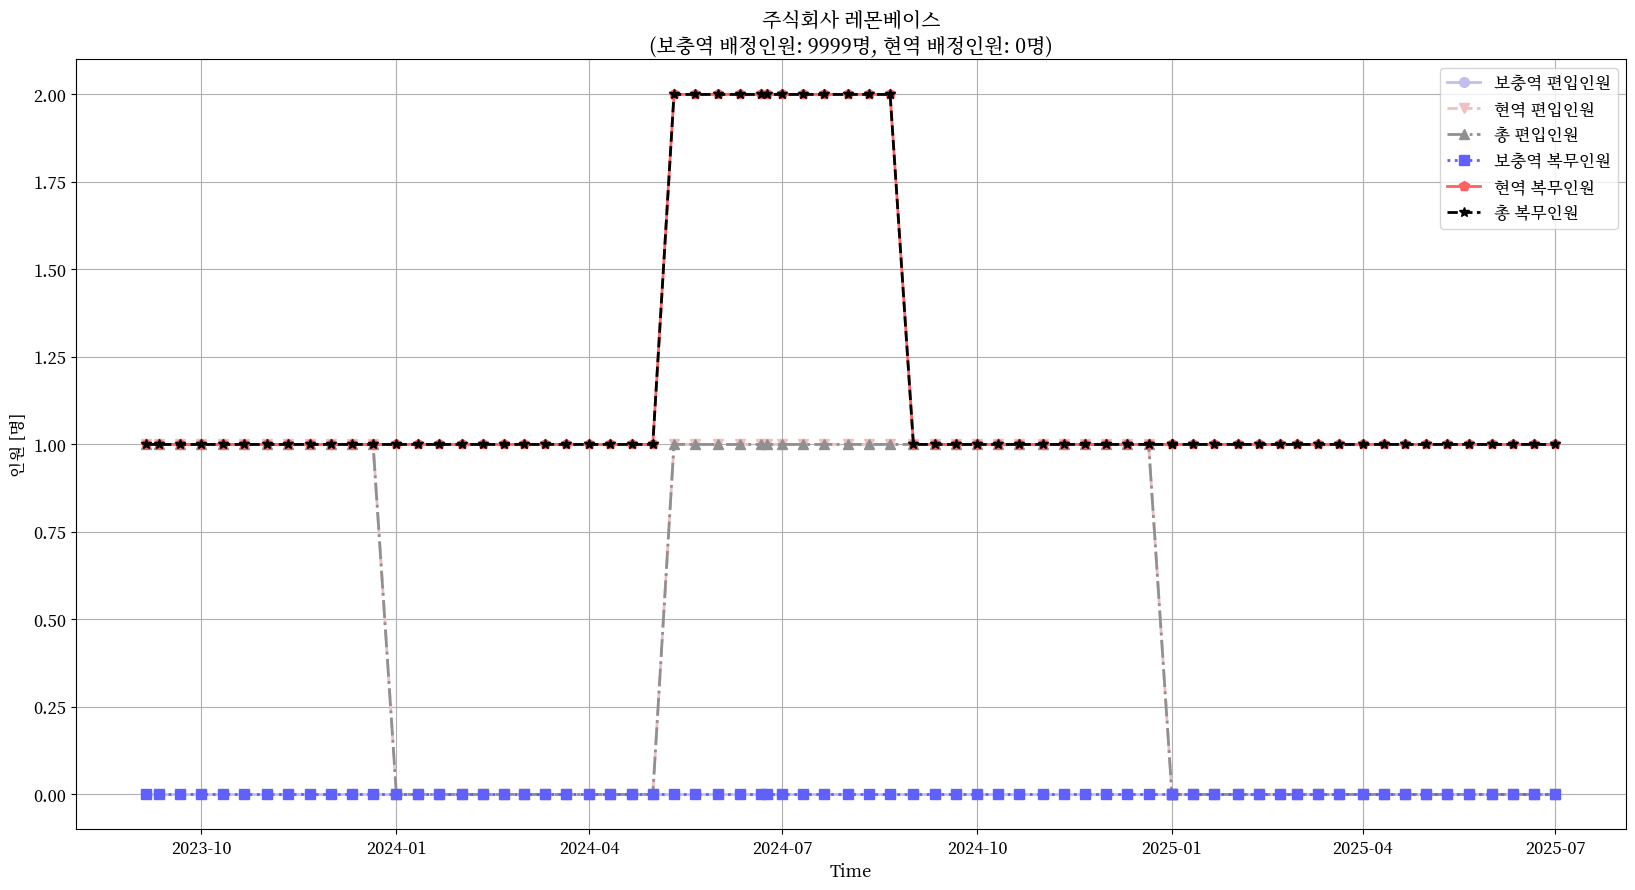 주식회사 레몬베이스
(보충역 배정인원: 9999명, 현역 배정인원: 0명)
보충역 편입인원
현역 편입인원
총 편입인원
보충역 복무인원
현역 복무인원
총 복무인원
2.00
1.75
1.50
1.25
1.00
0.75
0.50
0.25
0.00
인원 [명]
2023-10
2024-01
2024-04
2024-07
2024-10
2025-01
2025-04
2025-07
Time